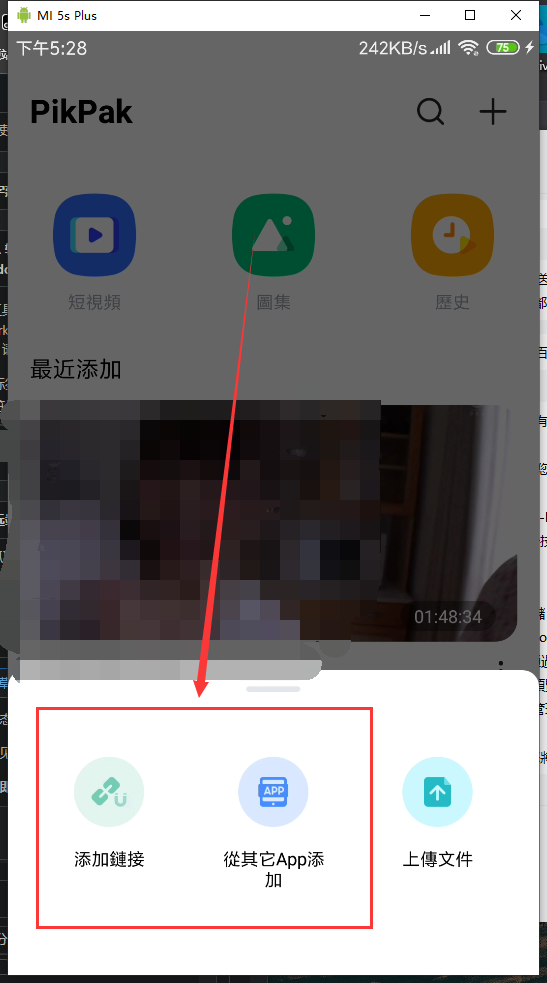 MI 5s Plus
下午5:28
242KB/s
75
PikPak
短視頻
圖集
歷史
最近添加
01:48:34
APP
添加鏈接
從其它App添
加
上傳文件